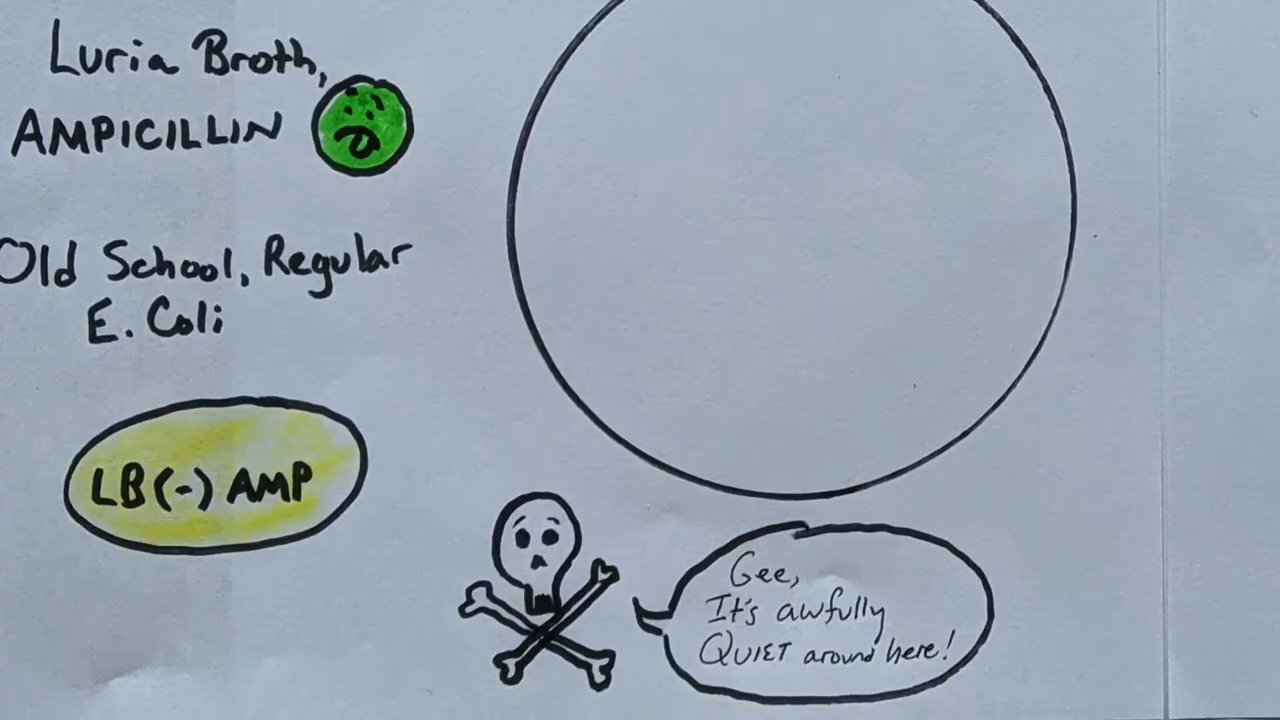 Luria Broth,
AMPICILLIN
Old School, Regular
E. Coli
LB(-) AMP
Gee,
It's awfully
QUIET around here!